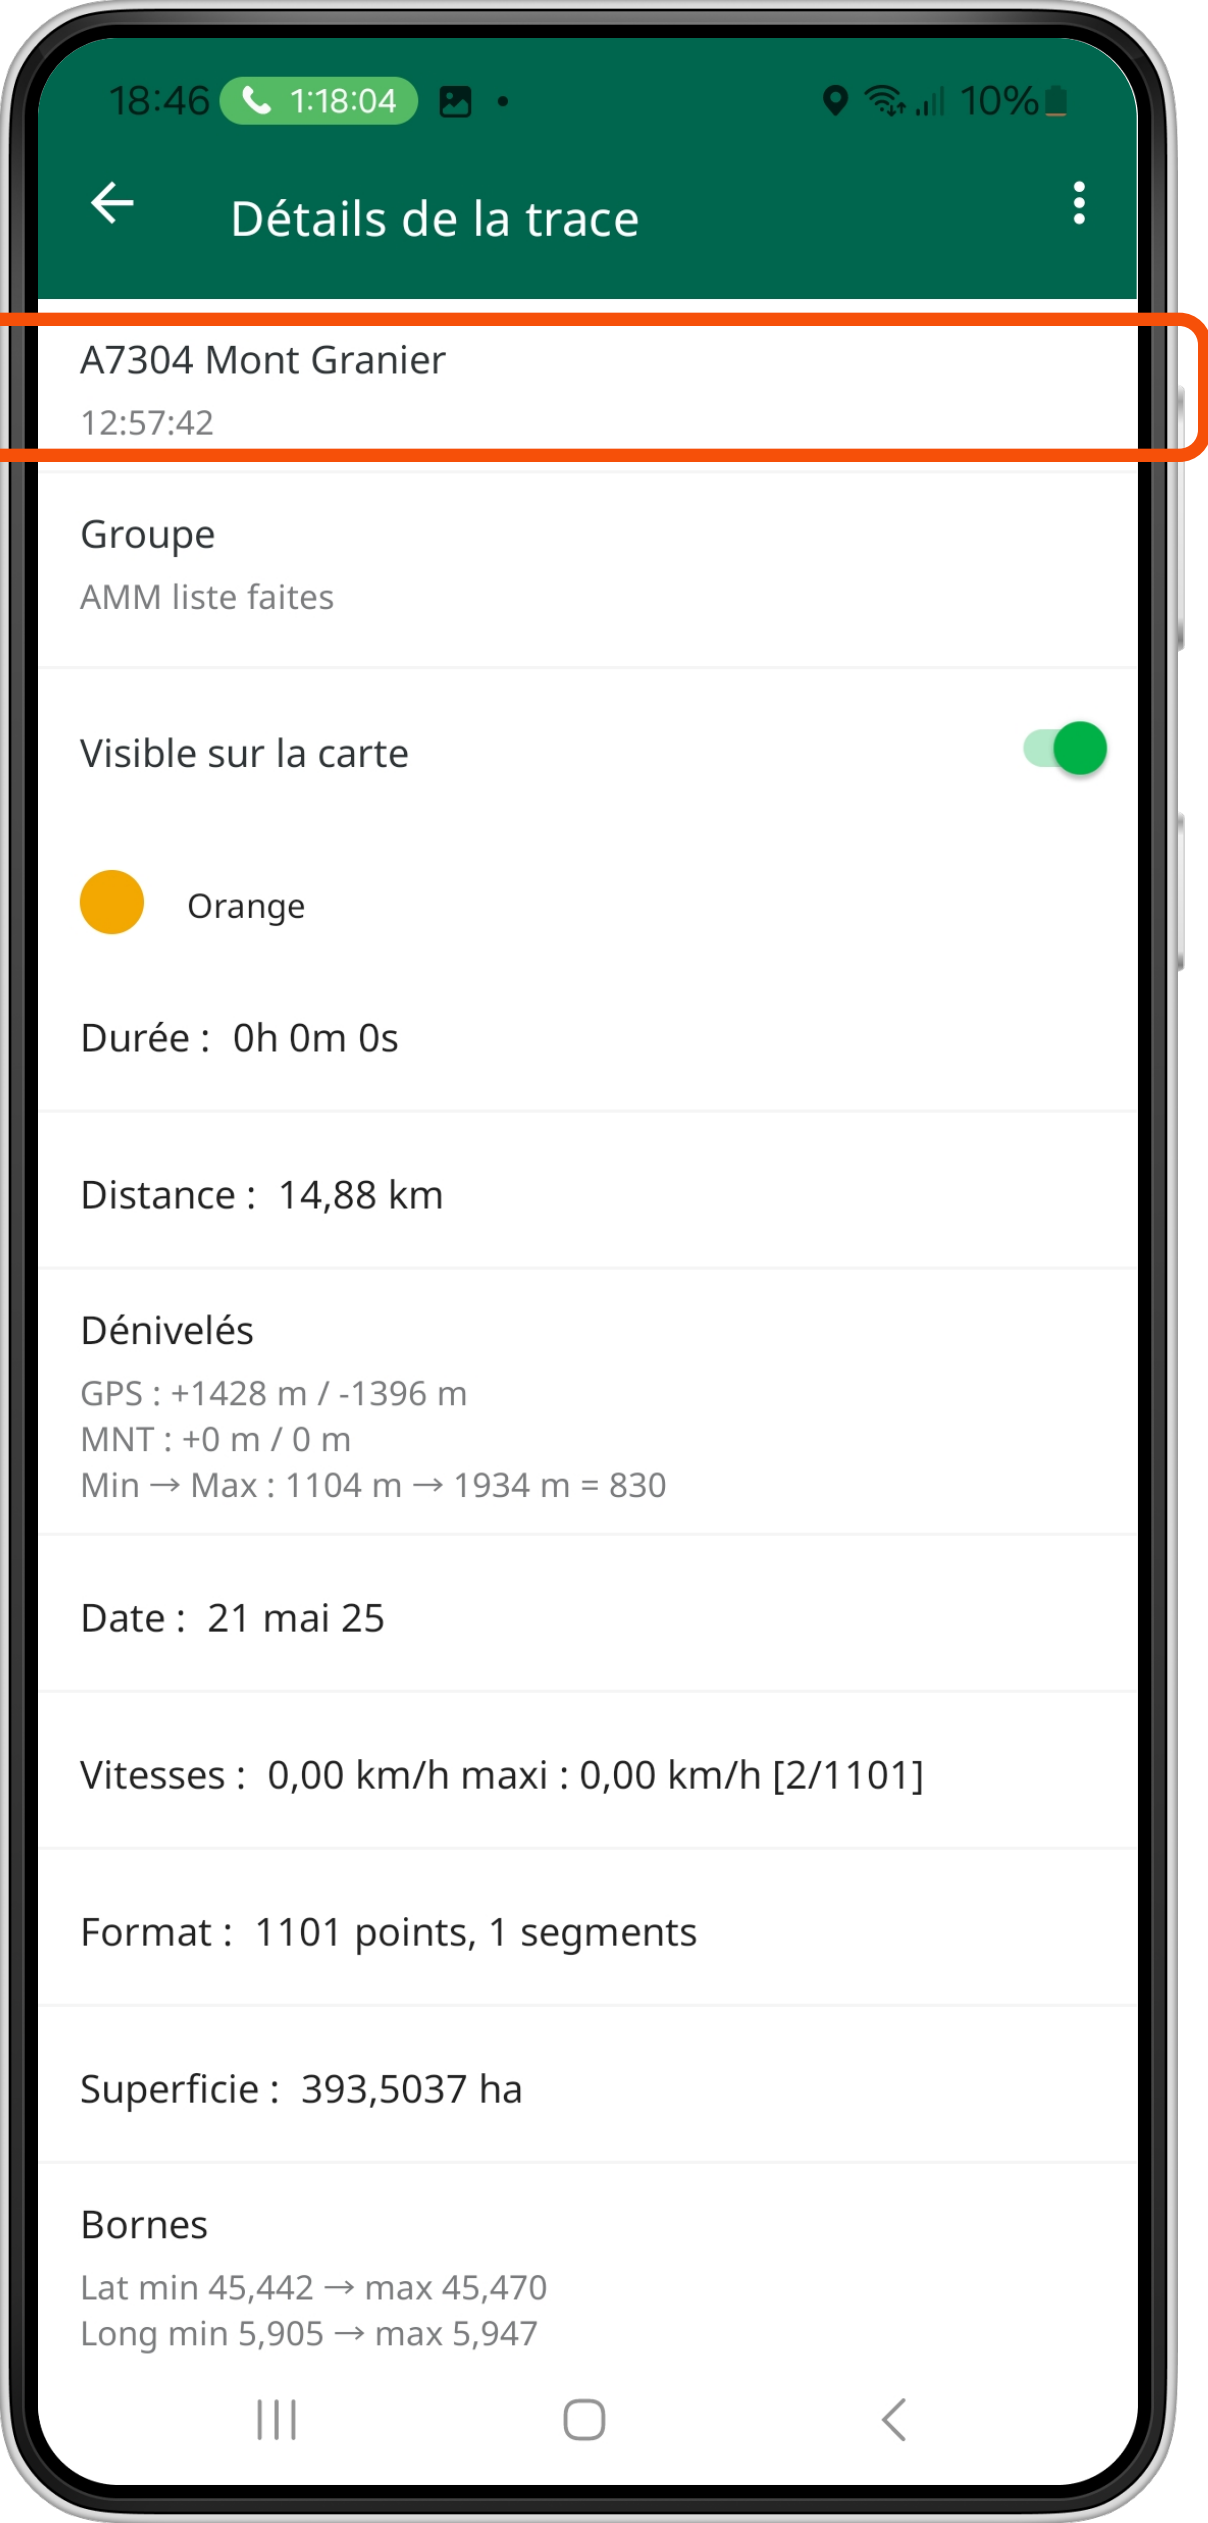 18:46 1:18:04 10%
Détails de la trace
A7304 Mont Granier
12:57:42
Groupe
AMM liste faites
Visible sur la carte
Orange
Durée : 0h 0m 0s
Distance : 14,88 km
Dénivelés
GPS : +1428 m / -1396 m
MNT : +0 m / 0 m
Min → Max : 1104 m → 1934 m = 830
Date : 21 mai 25
Vitesses : 0,00 km/h maxi : 0,00 km/h [2/1101]
Format : 1101 points, 1 segments
Superficie : 393,5037 ha
Bornes
Lat min 45,442 → max 45,470
Long min 5,905 → max 5,947